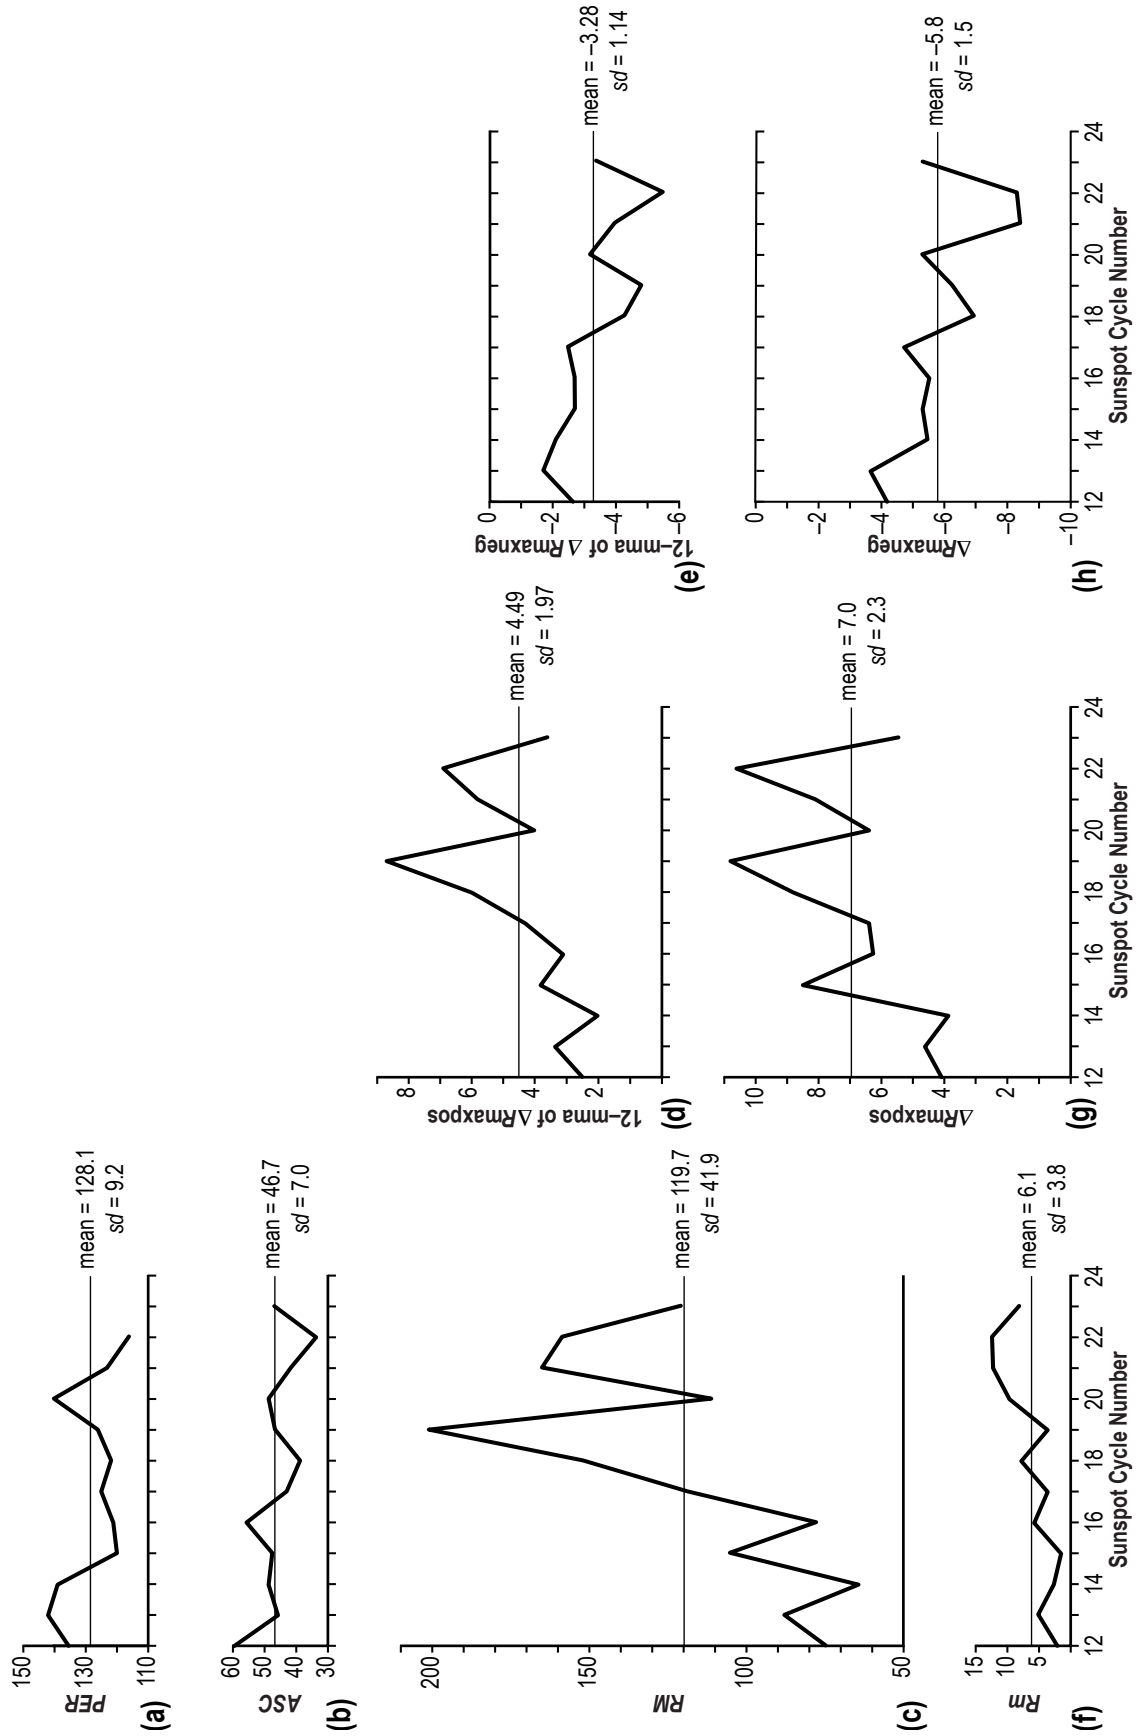 (a)
PER
150
130
110
mean = 128.1
sd = 9.2
(b)
ASC
60
50
40
30
mean = 46.7
sd = 7.0
(c)
RM
200
150
100
50
mean = 119.7
sd = 41.9
(f)
Rm
15
10
5
mean = 6.1
sd = 3.8
12 14 16 18 20 22 24
Sunspot Cycle Number
(d)
12–mma of ΔRmaxpos
8
6
4
2
mean = 4.49
sd = 1.97
(g)
ΔRmaxpos
10
8
6
4
2
mean = 7.0
sd = 2.3
12 14 16 18 20 22 24
Sunspot Cycle Number
(e)
12–mma of ΔRmaxneg
0
–2
–4
–6
mean = –3.28
sd = 1.14
(h)
ΔRmaxneg
0
–2
–4
–6
–8
–10
mean = –5.8
sd = 1.5
12 14 16 18 20 22 24
Sunspot Cycle Number